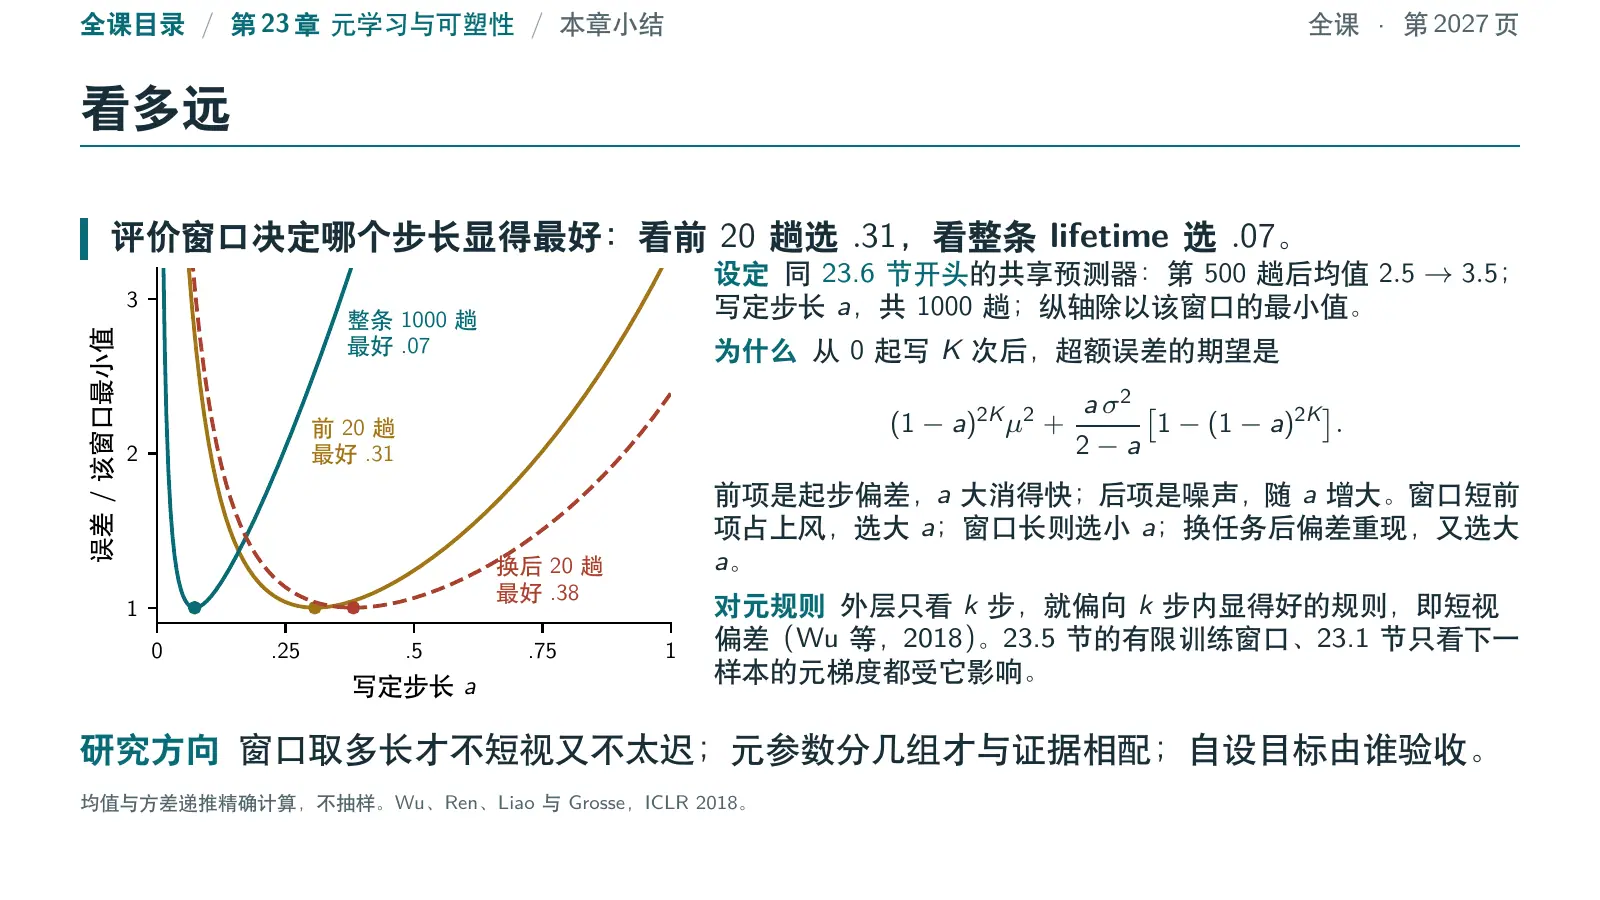 全课目录 / 第23章 元学习与可塑性 / 本章小结
全课 · 第2027页
看多远
评价窗口决定哪个步长显得最好：看前 20 趟选 .31，看整条 lifetime 选 .07。
误差 / 该窗口最小值
3
2
1
0
.25
.5
.75
1
写定步长 a
整条 1000 趟
最好 .07
前 20 趟
最好 .31
换后 20 趟
最好 .38
设定 同 23.6 节开头的共享预测器：第 500 趟后均值 2.5 → 3.5；
写定步长 a，共 1000 趟；纵轴除以该窗口的最小值。
为什么 从 0 起写 K 次后，超额误差的期望是
(1 − a)^{2K} μ² + \frac{a σ²}{2 − a} [1 − (1 − a)^{2K}].
前项是起步偏差，a 大消得快；后项是噪声，随 a 增大。窗口短前
项占上风，选大 a；窗口长则选小 a；换任务后偏差重现，又选大
a。
对元规则 外层只看 k 步，就偏向 k 步内显得好的规则，即短视
偏差（Wu 等，2018）。23.5 节的有限训练窗口、23.1 节只看下一
样本的元梯度都受它影响。
研究方向 窗口取多长才不短视又不太迟；元参数分几组才与证据相配；自设目标由谁验收。
均值与方差递推精确计算，不抽样。Wu、Ren、Liao 与 Grosse，ICLR 2018。